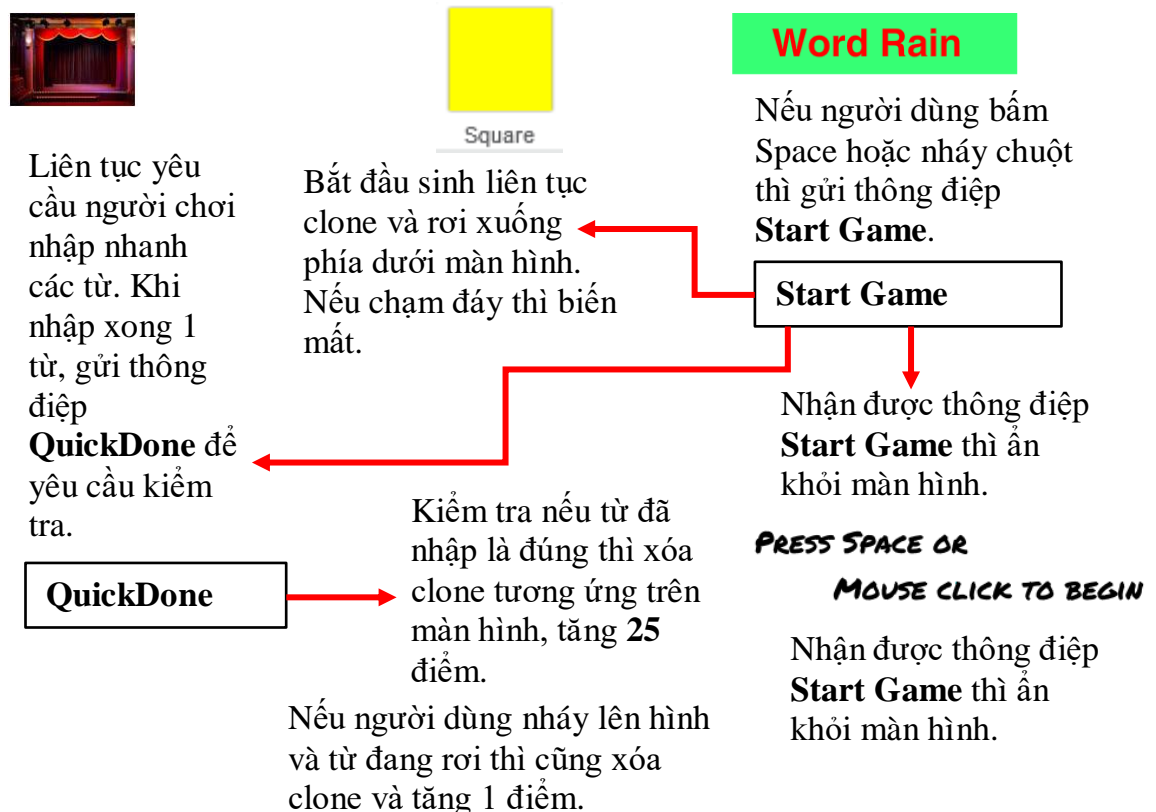 Word Rain
Square
Liên tục yêu
cầu người chơi
nhập nhanh
các từ. Khi
nhập xong 1
từ, gửi thông
điệp
QuickDone để
yêu cầu kiểm
tra.
QuickDone
Bắt đầu sinh liên tục
clone và rơi xuống
phía dưới màn hình.
Nếu chạm đáy thì biến
mất.
Kiểm tra nếu từ đã
nhập là đúng thì xóa
clone tương ứng trên
màn hình, tăng 25
điểm.
Nếu người dùng nháy lên hình
và từ đang rơi thì cũng xóa
clone và tăng 1 điểm.
Nếu người dùng bấm
Space hoặc nháy chuột
thì gửi thông điệp
Start Game.
Start Game
Nhận được thông điệp
Start Game thì ẩn
khỏi màn hình.
PRESS SPACE OR
MOUSE CLICK TO BEGIN
Nhận được thông điệp
Start Game thì ẩn
khỏi màn hình.